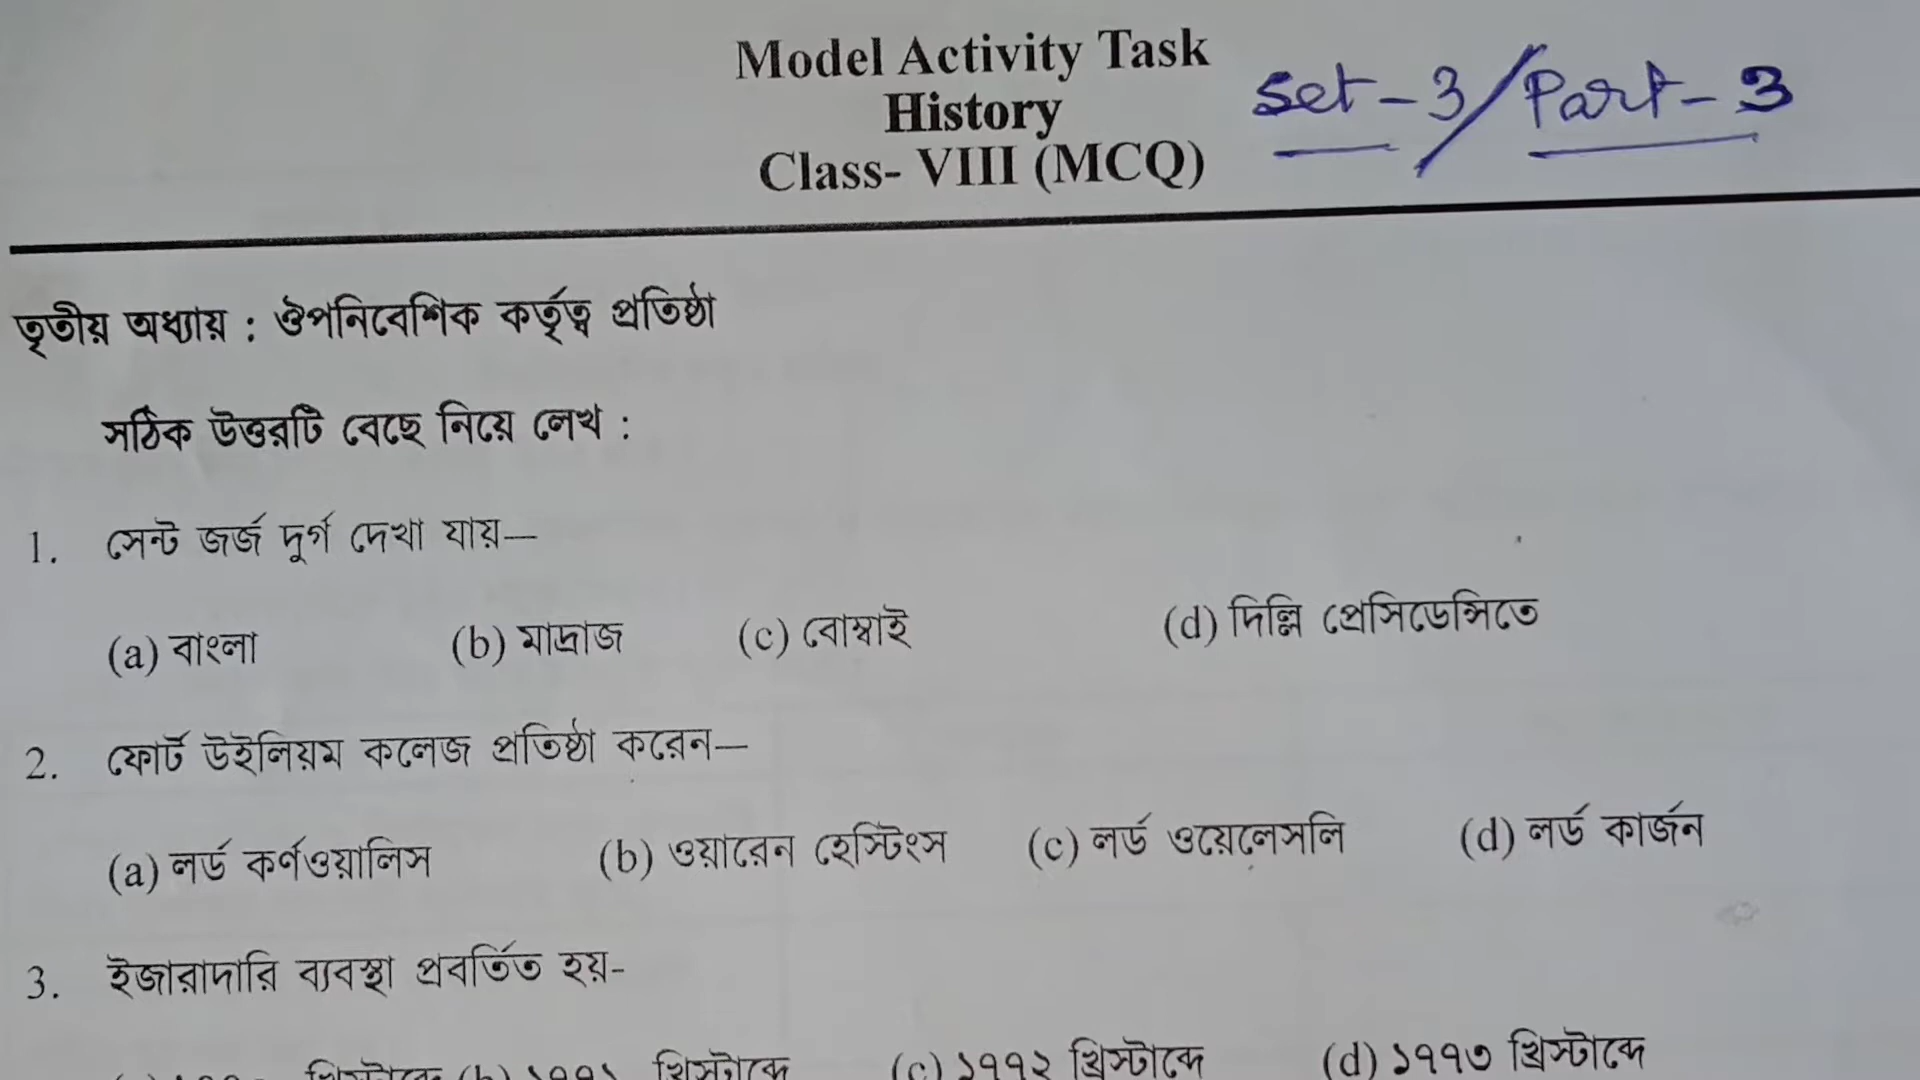 Model Activity Task
History
Class- VIII (MCQ)
Set-3/Part-3
তৃতীয় অধ্যায় : ঔপনিবেশিক কর্তৃত্ব প্রতিষ্ঠা
সঠিক উত্তরটি বেছে নিয়ে লেখ :
1. সেন্ট জর্জ দুর্গ দেখা যায়—
(a) বাংলা (b) মাদ্রাজ (c) বোম্বাই (d) দিল্লি প্রেসিডেন্সিতে
2. ফোর্ট উইলিয়ম কলেজ প্রতিষ্ঠা করেন—
(a) লর্ড কর্ণওয়ালিস (b) ওয়ারেন হেস্টিংস (c) লর্ড ওয়েলেসলি (d) লর্ড কার্জন
3. ইজারাদারি ব্যবস্থা প্রবর্তিত হয়-
খ্রিস্টাব্দে (b) ১৭৭১ খ্রিস্টাব্দে (c) ১৭৭২ খ্রিস্টাব্দে (d) ১৭৭৩ খ্রিস্টাব্দে